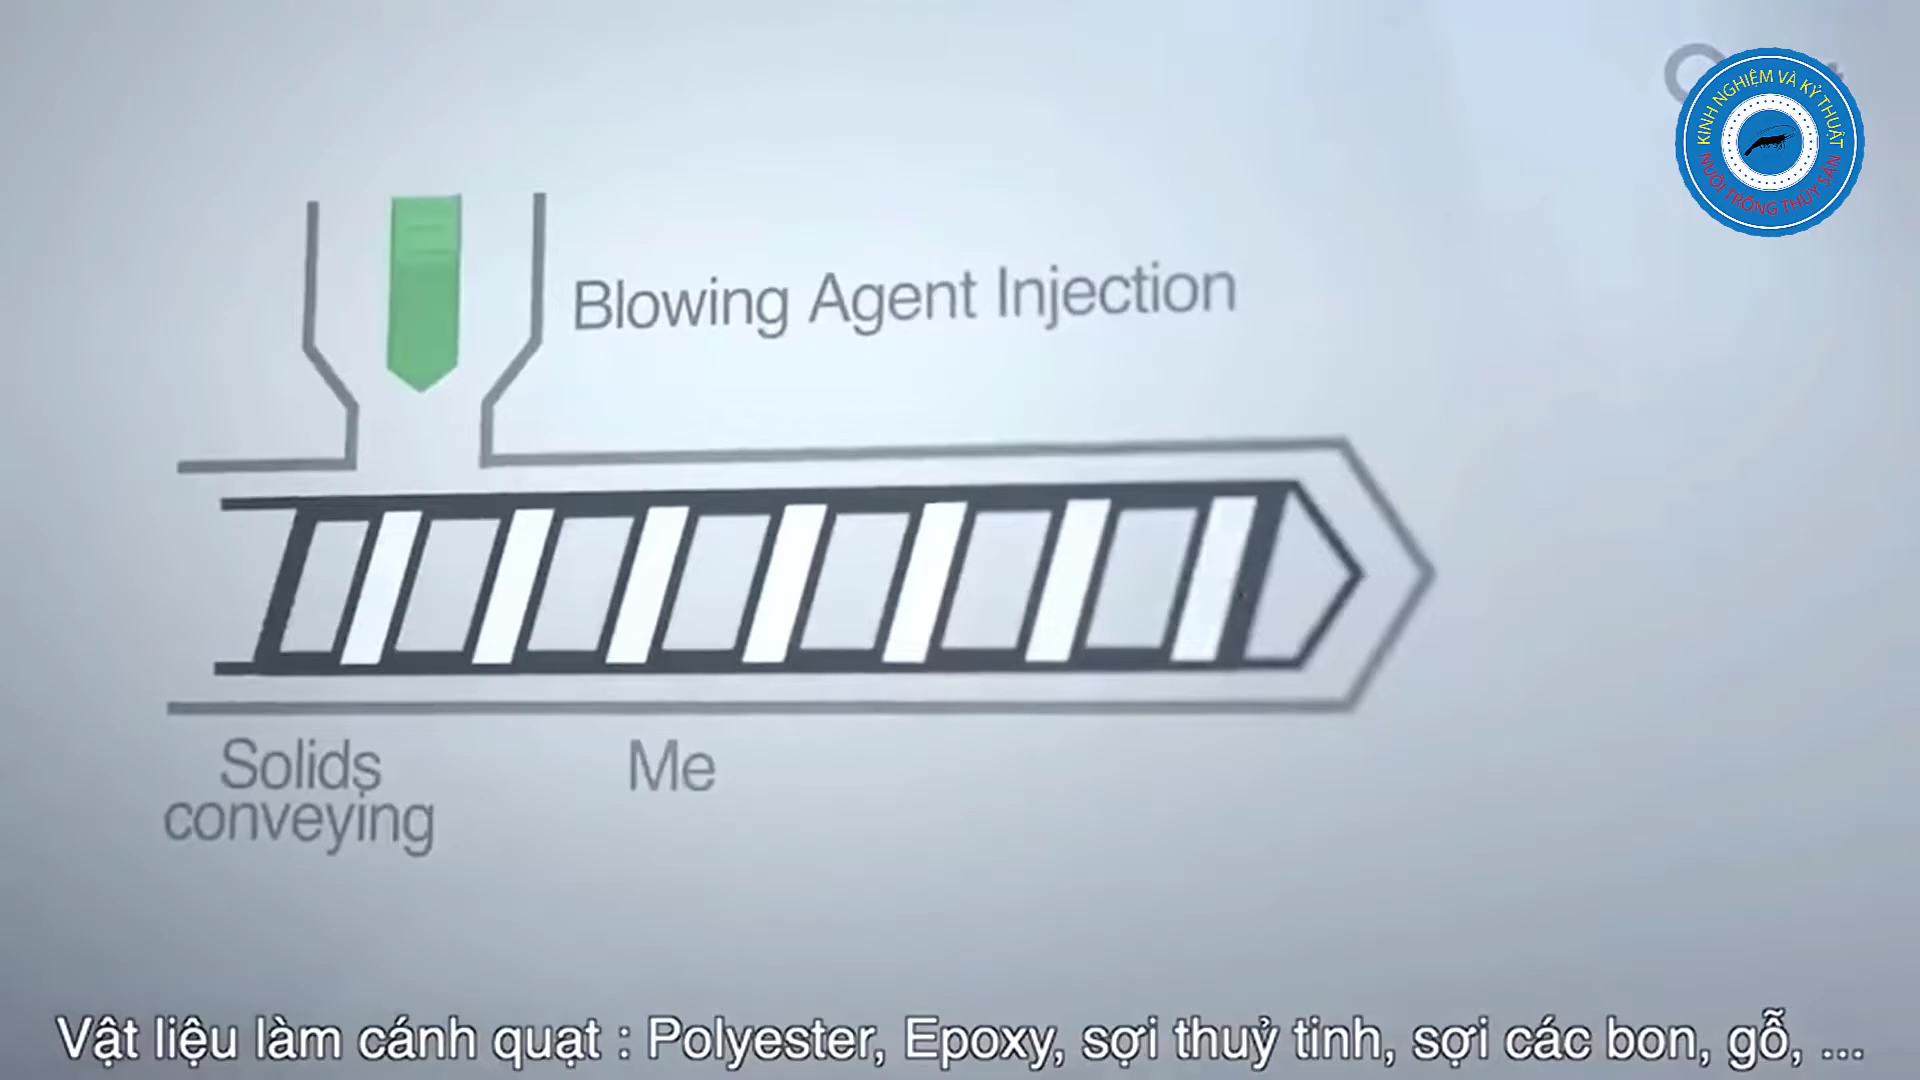 KINH NGHIỆM VÀ KỸ THUẬT
NUÔI TRỒNG THỦY SẢN
Blowing Agent Injection
Solids
conveying
Me
Vật liệu làm cánh quạt : Polyester, Epoxy, sợi thuỷ tinh, sợi các bon, gỗ, ...